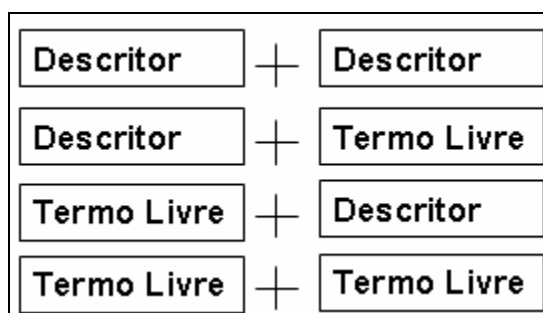 Descritor + Descritor
Descritor + Termo Livre
Termo Livre + Descritor
Termo Livre + Termo Livre